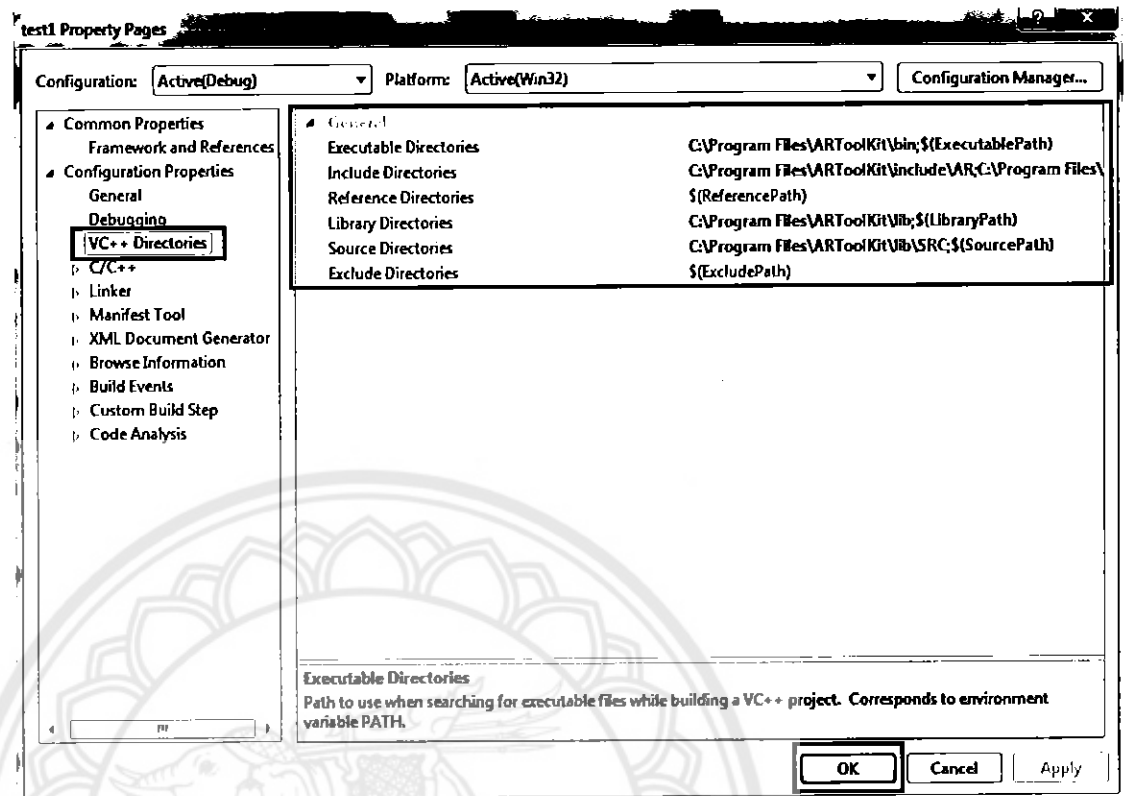 test1 Property Pages
Configuration: Active(Debug) Platform: Active(Win32) Configuration Manager...
Common Properties
Framework and References
Configuration Properties
General
Debugging
VC++ Directories
C/C++
Linker
Manifest Tool
XML Document Generator
Browse Information
Build Events
Custom Build Step
Code Analysis
General
Executable Directories C:\Program Files\ARToolKit\bin;$(ExecutablePath)
Include Directories C:\Program Files\ARToolKit\include\AR;C:\Program Files\
Reference Directories $(ReferencePath)
Library Directories C:\Program Files\ARToolKit\lib;$(LibraryPath)
Source Directories C:\Program Files\ARToolKit\lib\SRC;$(SourcePath)
Exclude Directories $(ExcludePath)
Executable Directories
Path to use when searching for executable files while building a VC++ project. Corresponds to environment
variable PATH.
OK Cancel Apply